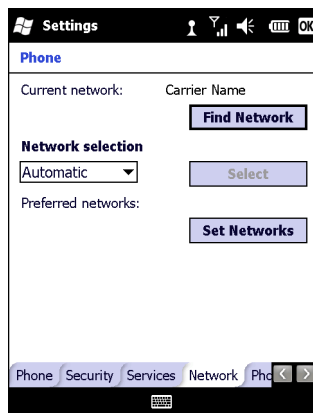 Settings
OK
Phone
Current network: Carrier Name
Find Network
Network selection
Automatic
Select
Preferred networks:
Set Networks
Phone Security Services Network Pho